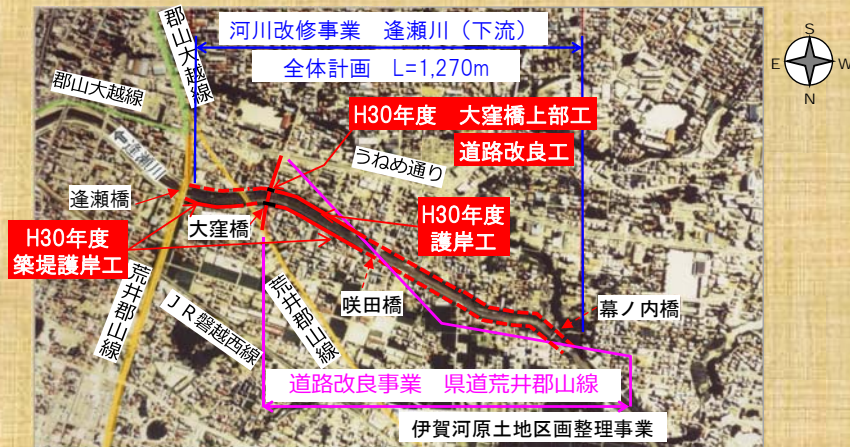 河川改修事業　逢瀬川（下流）
全体計画　L=1,270m
郡山大越線
郡山大越線
逢瀬川
H30年度　大窪橋上部工
道路改良工
うねめ通り
逢瀬橋
大窪橋
H30年度
護岸工
H30年度
築堤護岸工
咲田橋
幕ノ内橋
荒井郡山線
ＪＲ磐越西線
荒井郡山線
道路改良事業　県道荒井郡山線
伊賀河原土地区画整理事業
S
E
W
N